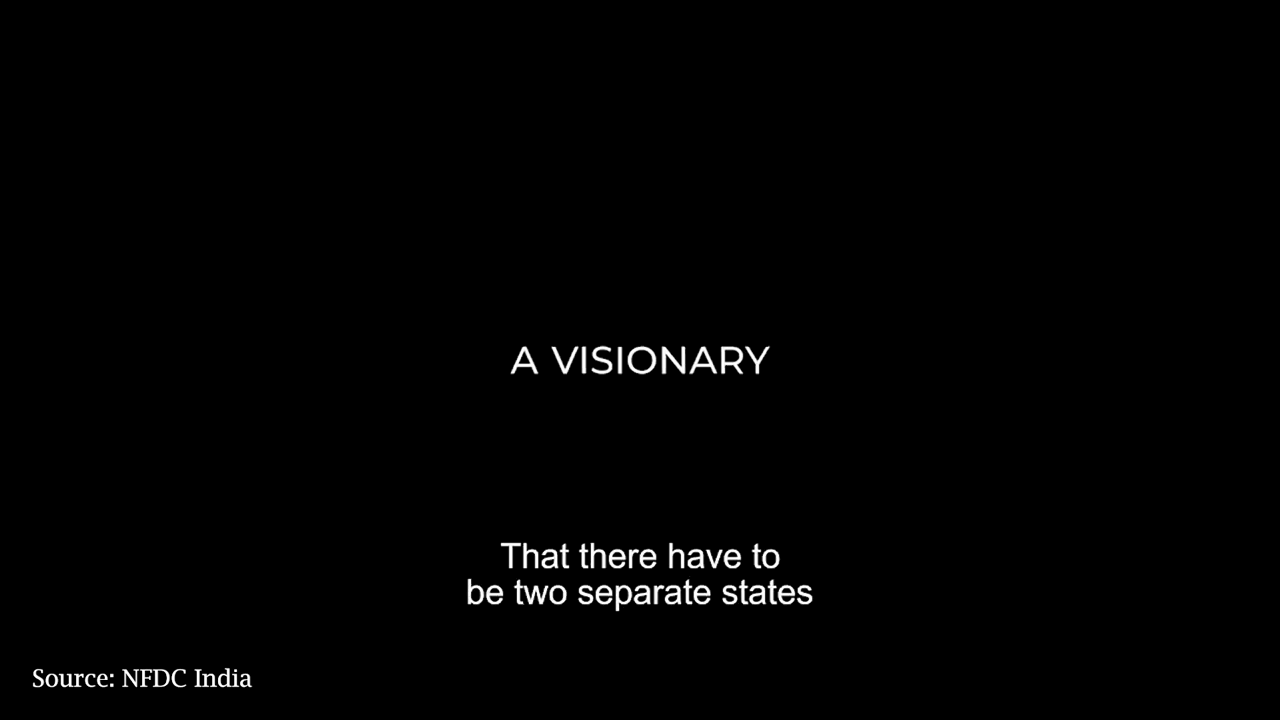 A VISIONARY
That there have to
be two separate states
Source: NFDC India